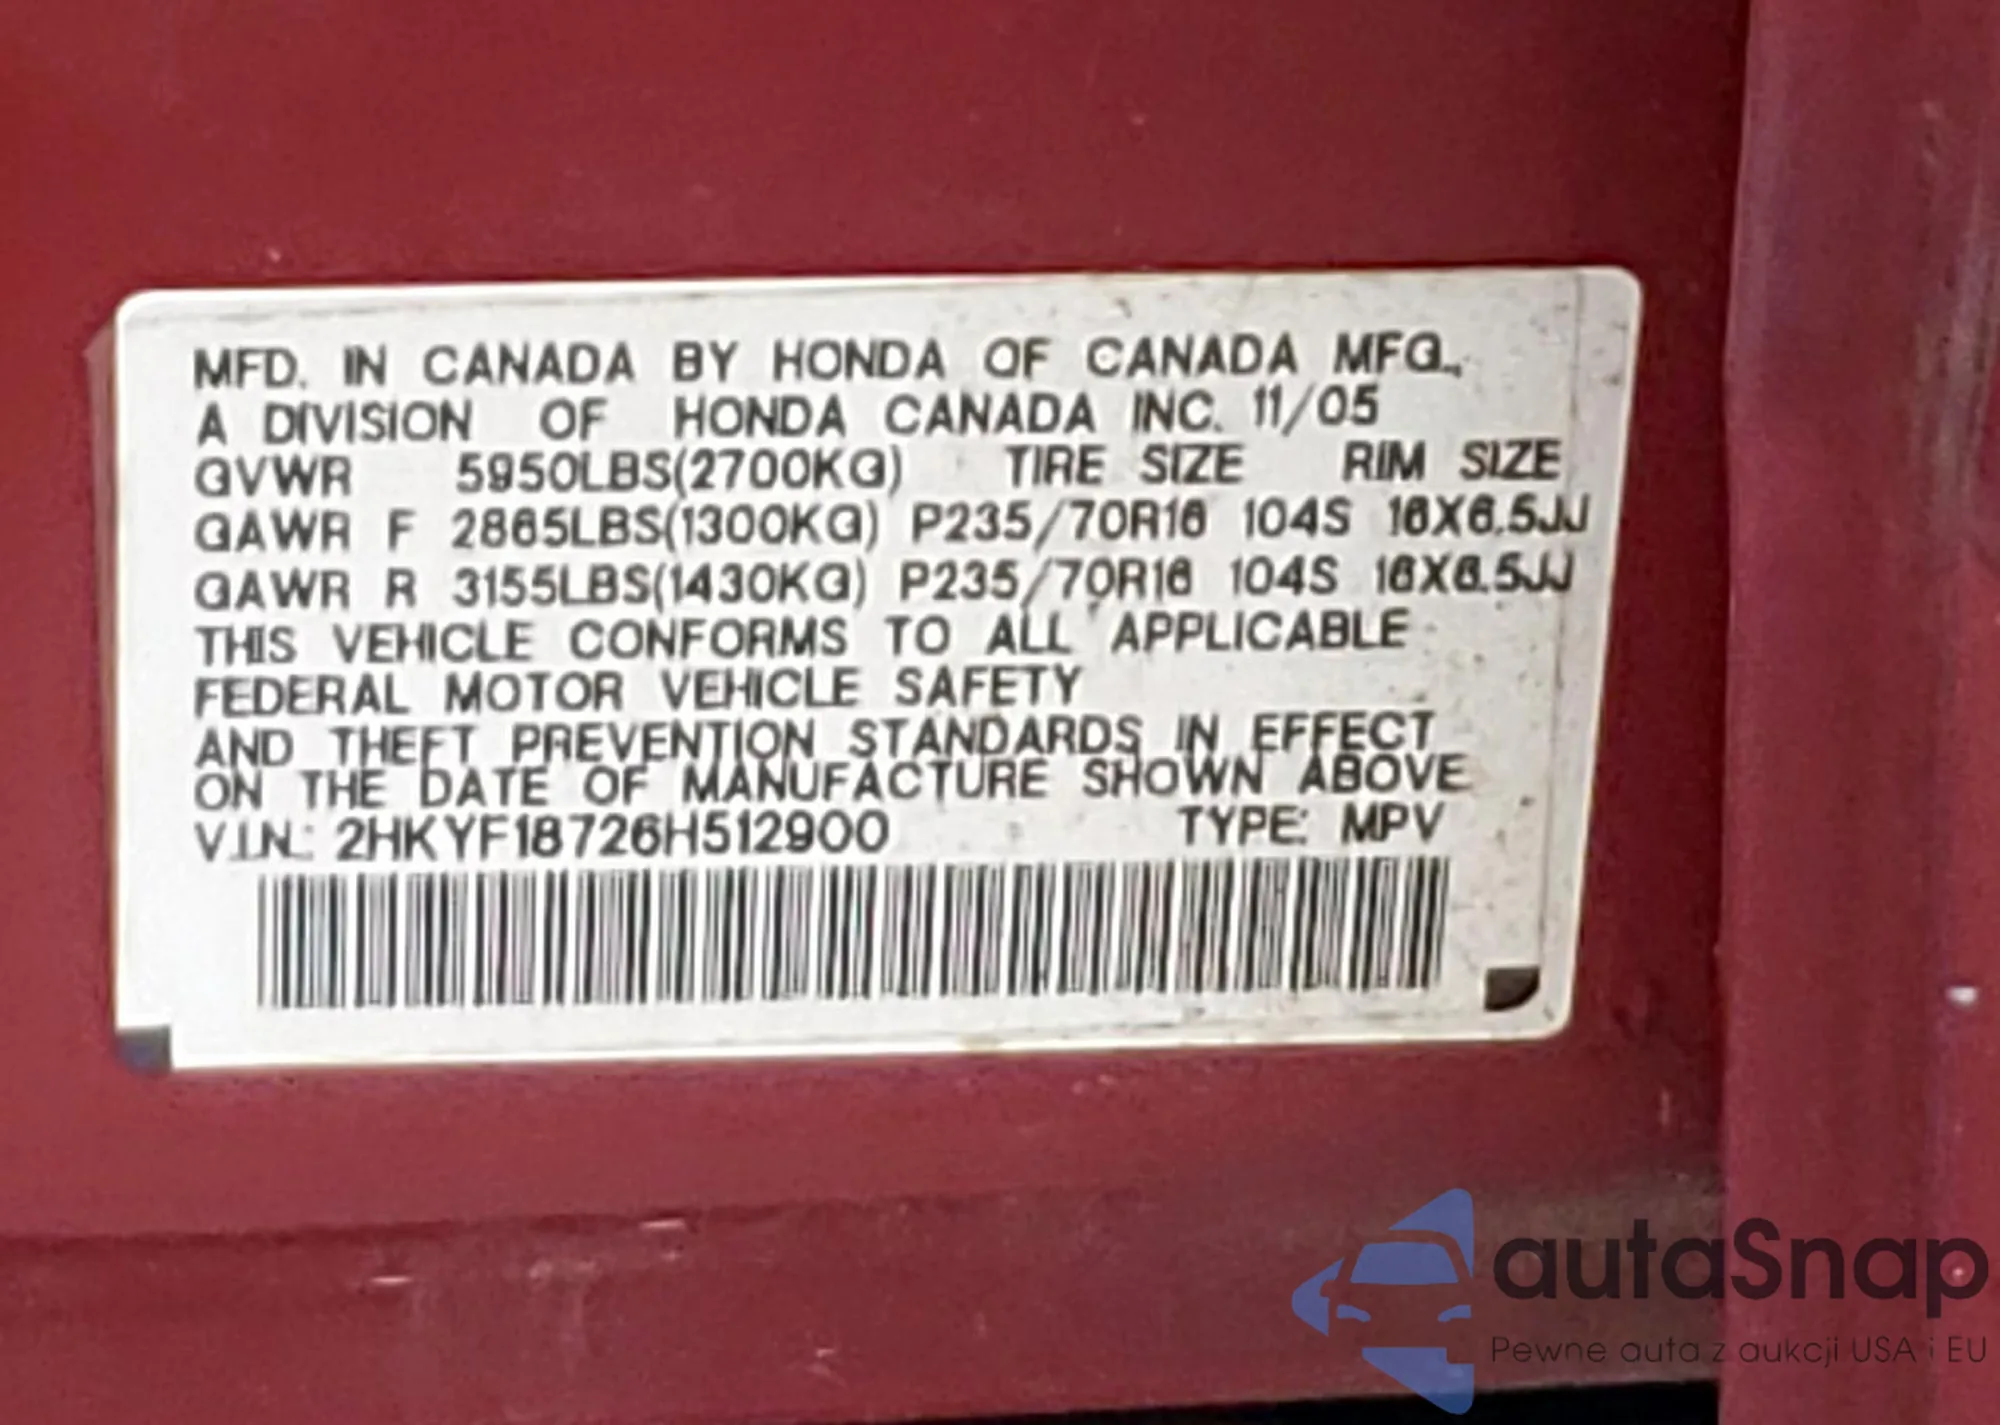 MFD. IN CANADA BY HONDA OF CANADA MFG.,
A DIVISION OF HONDA CANADA INC. 11/05
GVWR 5950LBS(2700KG) TIRE SIZE RIM SIZE
GAWR F 2865LBS(1300KG) P235/70R16 104S 16X6.5JJ
GAWR R 3155LBS(1430KG) P235/70R16 104S 16X6.5JJ
THIS VEHICLE CONFORMS TO ALL APPLICABLE
FEDERAL MOTOR VEHICLE SAFETY
AND THEFT PREVENTION STANDARDS IN EFFECT
ON THE DATE OF MANUFACTURE SHOWN ABOVE
V.I.N.: 2HKYF18726H512900 TYPE: MPV
autaSnap
Pewne auta z aukcji USA i EU